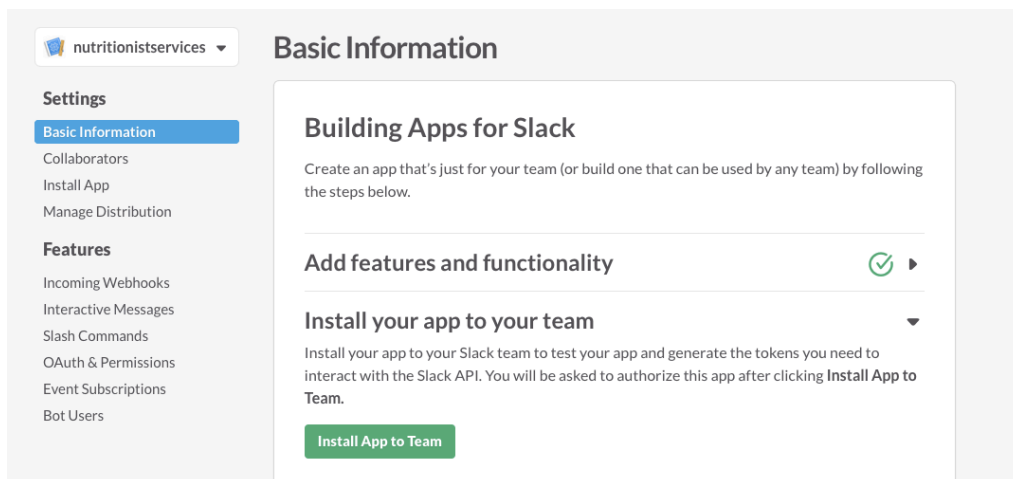 nutritionistservices
Settings
Basic Information
Collaborators
Install App
Manage Distribution
Features
Incoming Webhooks
Interactive Messages
Slash Commands
OAuth & Permissions
Event Subscriptions
Bot Users
Basic Information
Building Apps for Slack
Create an app that’s just for your team (or build one that can be used by any team) by following
the steps below.
Add features and functionality
Install your app to your team
Install your app to your Slack team to test your app and generate the tokens you need to
interact with the Slack API. You will be asked to authorize this app after clicking Install App to
Team.
Install App to Team